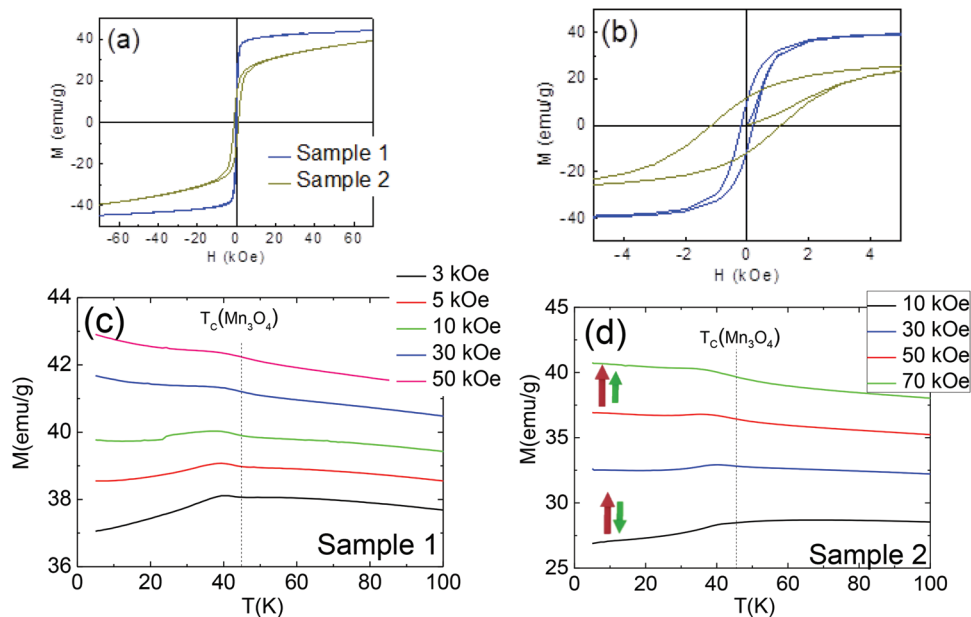 (a)
M (emu/g)
40
20
0
-20
-40
-60 -40 -20 0 20 40 60
H (kOe)
Sample 1
Sample 2
(b)
M (emu/g)
40
20
0
-20
-40
-4 -2 0 2 4
H (kOe)
(c)
3 kOe
5 kOe
10 kOe
30 kOe
50 kOe
T_C(Mn₃O₄)
M(emu/g)
44
43
42
41
40
38
36
Sample 1
0 20 40 60 80 100
T(K)
(d)
10 kOe
30 kOe
50 kOe
70 kOe
T_C(Mn₃O₄)
M(emu/g)
45
40
35
30
25
Sample 2
0 20 40 60 80 100
T(K)